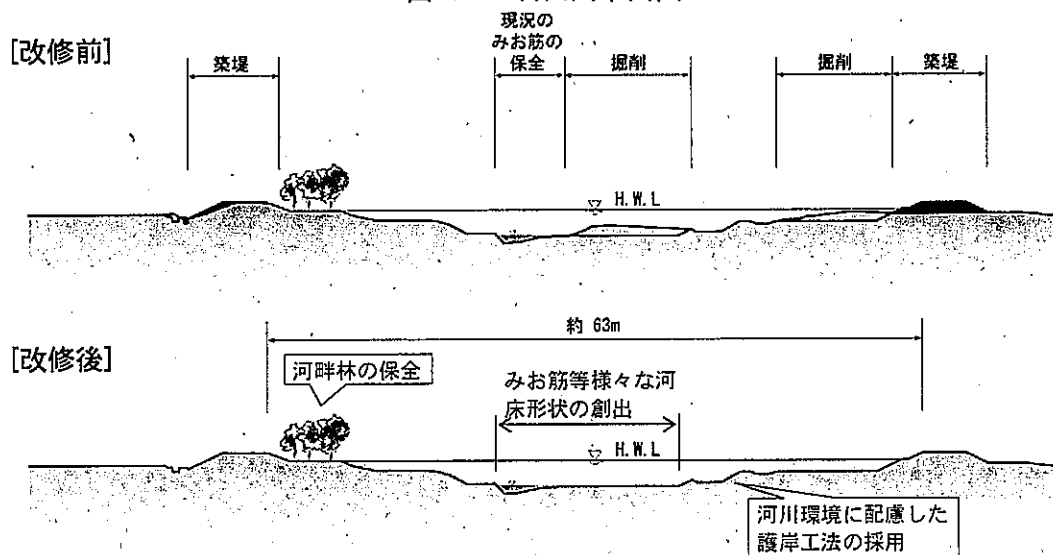 現況の
みお筋の
保全
[改修前]
築堤
掘削
掘削
築堤
H.W.L
約 63m
[改修後]
河畔林の保全
みお筋等様々な河
床形状の創出
H.W.L
河川環境に配慮した
護岸工法の採用